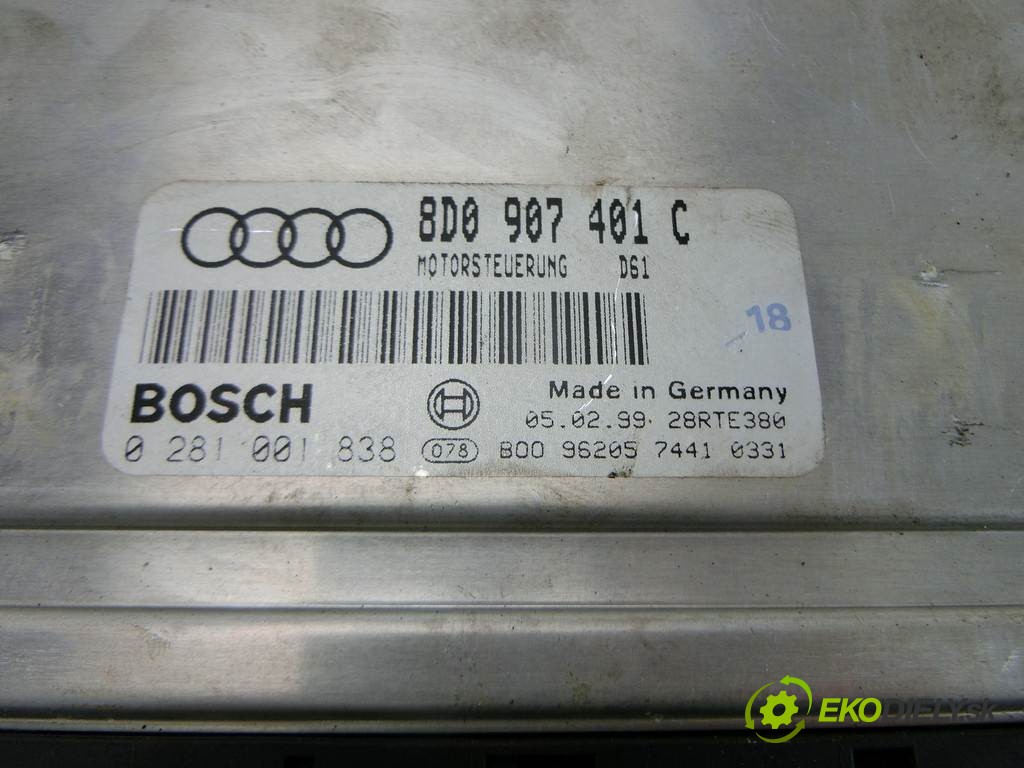 8D0 907 401 C
MOTORSTEUERUNG D61
18
BOSCH
Made in Germany
05.02.99 28RTE380
0 281 001 838 078 B00 96205 7441 0331
EKODIELY.sk